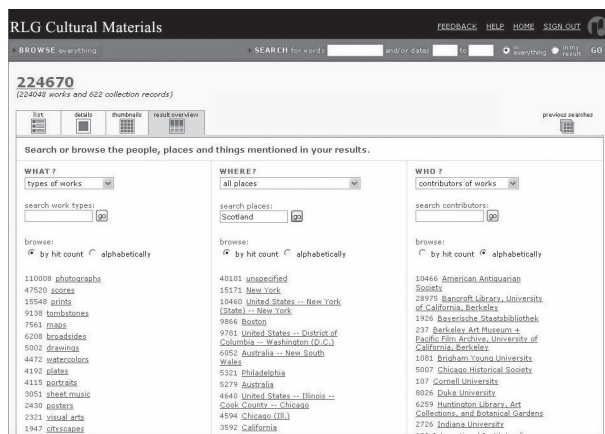 RLG Cultural Materials
FEEDBACK HELP HOME SIGN OUT
BROWSE everything
SEARCH for words and/or dates to in everything in my result GO
224670
(224048 works and 622 collection records)
list details thumbnails result overview previous searches
Search or browse the people, places and things mentioned in your results.
WHAT?
types of works
search work types:
go
browse:
by hit count alphabetically
110008 photographs
47520 scores
15548 prints
9138 tombstones
7561 maps
6208 broadsides
5002 drawings
4472 watercolors
4192 plates
4115 portraits
3051 sheet music
2430 posters
2321 visual arts
1947 cityscapes
WHERE?
all places
search places:
Scotland go
browse:
by hit count alphabetically
40101 unspecified
15171 New York
10460 United States -- New York
(State) -- New York
9866 Boston
9781 United States -- District of
Columbia -- Washington (D.C.)
6052 Australia -- New South
Wales
5321 Philadelphia
5279 Australia
4640 United States -- Illinois --
Cook County -- Chicago
4594 Chicago (Ill.)
3592 California
WHO?
contributors of works
search contributors:
go
browse:
by hit count alphabetically
10466 American Antiquarian
Society
28975 Bancroft Library, University
of California, Berkeley
1926 Bayerische Staatsbibliothek
237 Berkeley Art Museum +
Pacific Film Archive, University of
California, Berkeley
1081 Brigham Young University
5007 Chicago Historical Society
107 Cornell University
8026 Duke University
6259 Huntington Library, Art
Collections, and Botanical Gardens
2726 Indiana University